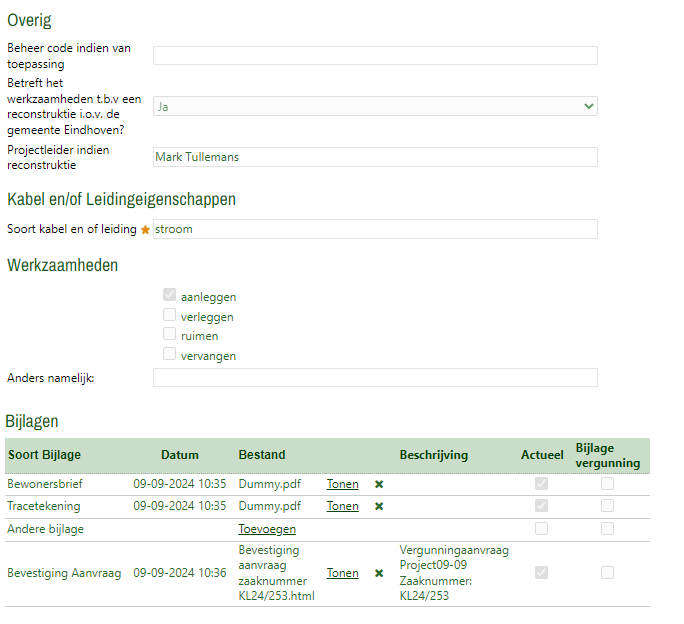 Overig
Beheer code indien van
toepassing
Betreft het
werkzaamheden t.b.v een
reconstruktie i.o.v. de
gemeente Eindhoven?
Ja
Projectleider indien
reconstruktie
Mark Tullemans
Kabel en/of Leidingeigenschappen
Soort kabel en of leiding
stroom
Werkzaamheden
aanleggen
verleggen
ruimen
vervangen
Anders namelijk:
Bijlagen
Soort Bijlage Datum Bestand Beschrijving Actueel Bijlage
vergunning
Bewonersbrief 09-09-2024 10:35 Dummy.pdf Tonen
Tracetekening 09-09-2024 10:35 Dummy.pdf Tonen
Andere bijlage Toevoegen
Bevestiging Aanvraag 09-09-2024 10:36
Bevestiging
aanvraag
zaaknummer
KL24/253.html
Tonen
Vergunningaanvraag
Project09-09
Zaaknummer:
KL24/253